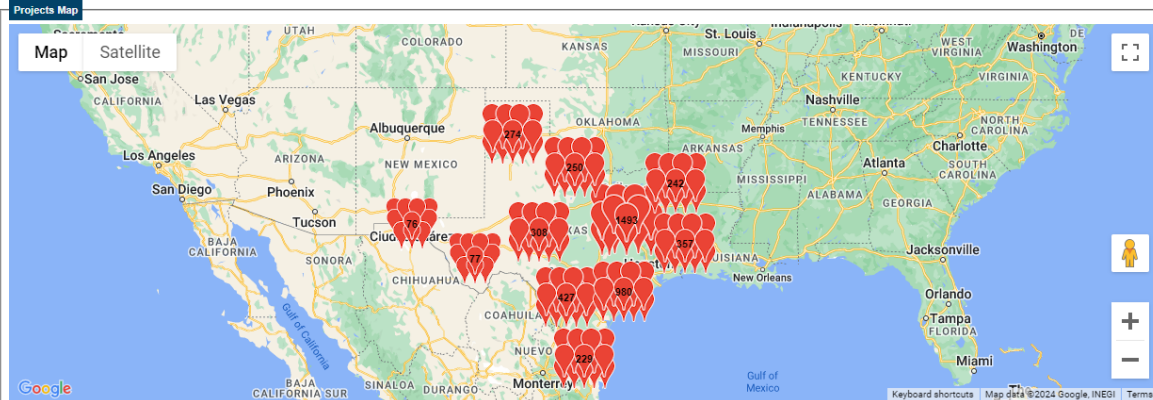 Projects Map
Map
Satellite
Sacramento
UTAH
COLORADO
KANSAS
St. Louis
MISSOURI
WEST
VIRGINIA
Washington
DE
San Jose
CALIFORNIA
Las Vegas
KENTUCKY
VIRGINIA
Albuquerque
274
OKLAHOMA
Nashville
TENNESSEE
Memphis
NORTH
CAROLINA
Charlotte
Los Angeles
ARIZONA
NEW MEXICO
250
ARKANSAS
Atlanta
SOUTH
CAROLINA
San Diego
Phoenix
242
MISSISSIPPI
ALABAMA
GEORGIA
Tucson
76
308
1493
357
BAJA
CALIFORNIA
SONORA
77
Jacksonville
CHIHUAHUA
New Orleans
427
980
Orlando
COAHUILA
Tampa
FLORIDA
Gulf of California
NUEVO
229
Miami
Monterrey
Gulf of
Mexico
BAJA
CALIFORNIA SUR
SINALOA
DURANGO
Google
Keyboard shortcuts
Map data ©2024 Google, INEGI
Terms